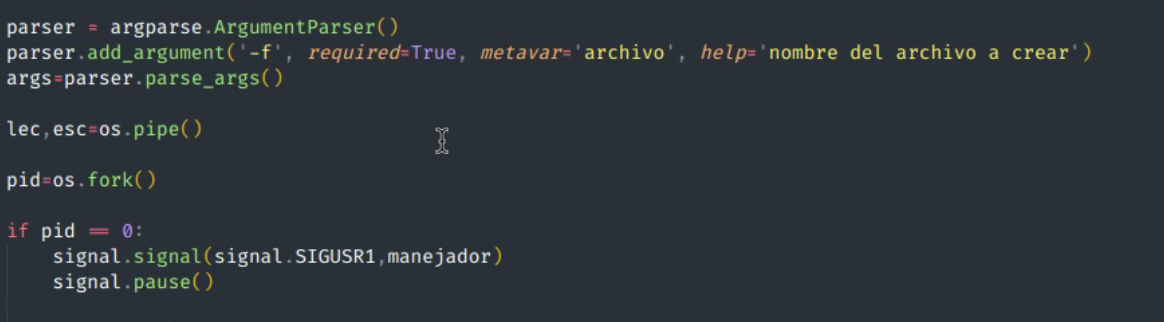 parser = argparse.ArgumentParser()
parser.add_argument('-f', required=True, metavar='archivo', help='nombre del archivo a crear')
args=parser.parse_args()
lec,esc=os.pipe()
pid=os.fork()
if pid == 0:
    signal.signal(signal.SIGUSR1,manejador)
    signal.pause()